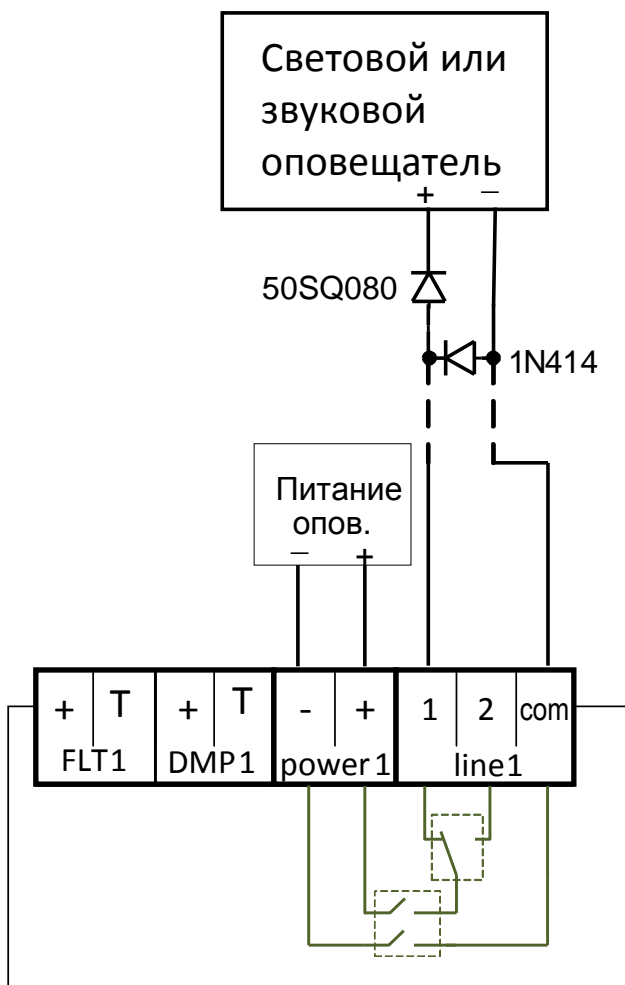 Световой или
звуковой
оповещатель
+ −
50SQ080
1N414
Питание
опов.
− +
+ T + T - + 1 2 com
FLT1 DMP1 power1 line1